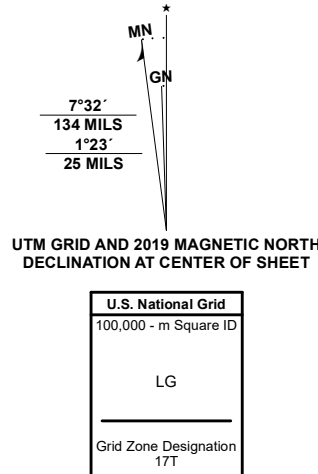 ★
MN
GN
7°32´
134 MILS
1°23´
25 MILS
UTM GRID AND 2019 MAGNETIC NORTH
DECLINATION AT CENTER OF SHEET
U.S. National Grid
100,000 - m Square ID
LG
Grid Zone Designation
17T